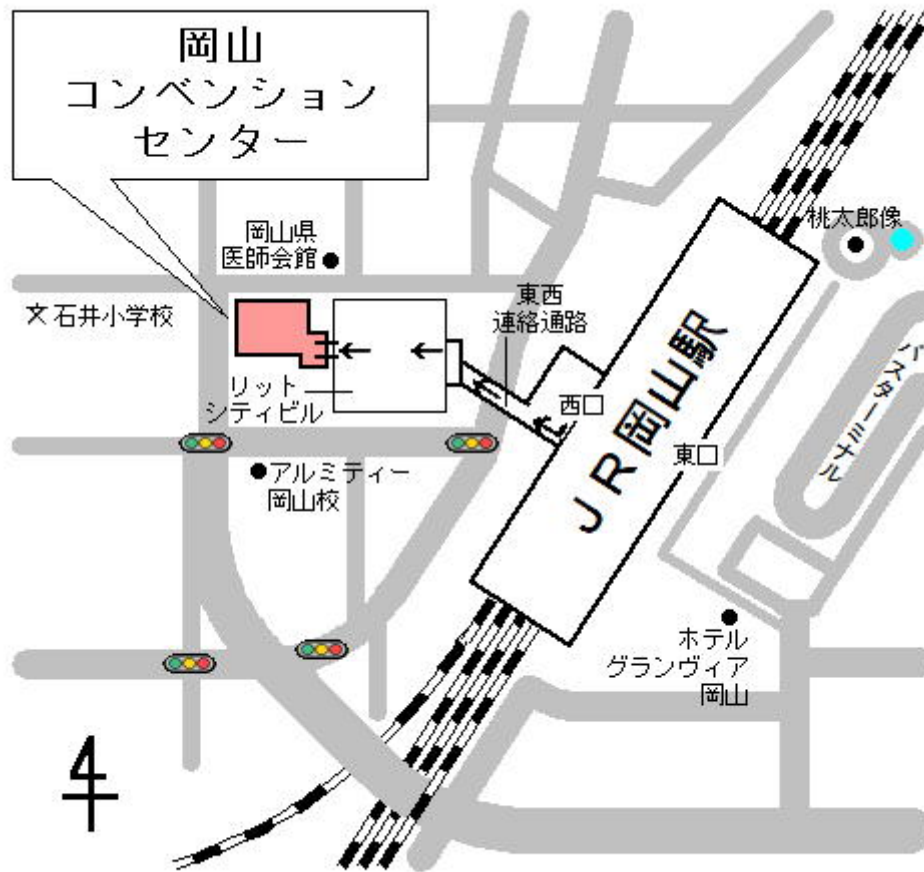 岡山
コンベンション
センター
岡山県
医師会館
文石井小学校
東西
連絡通路
桃太郎像
リット
シティビル
西口
東口
JR岡山駅
バスターミナル
アルミティー
岡山校
ホテル
グランヴィア
岡山